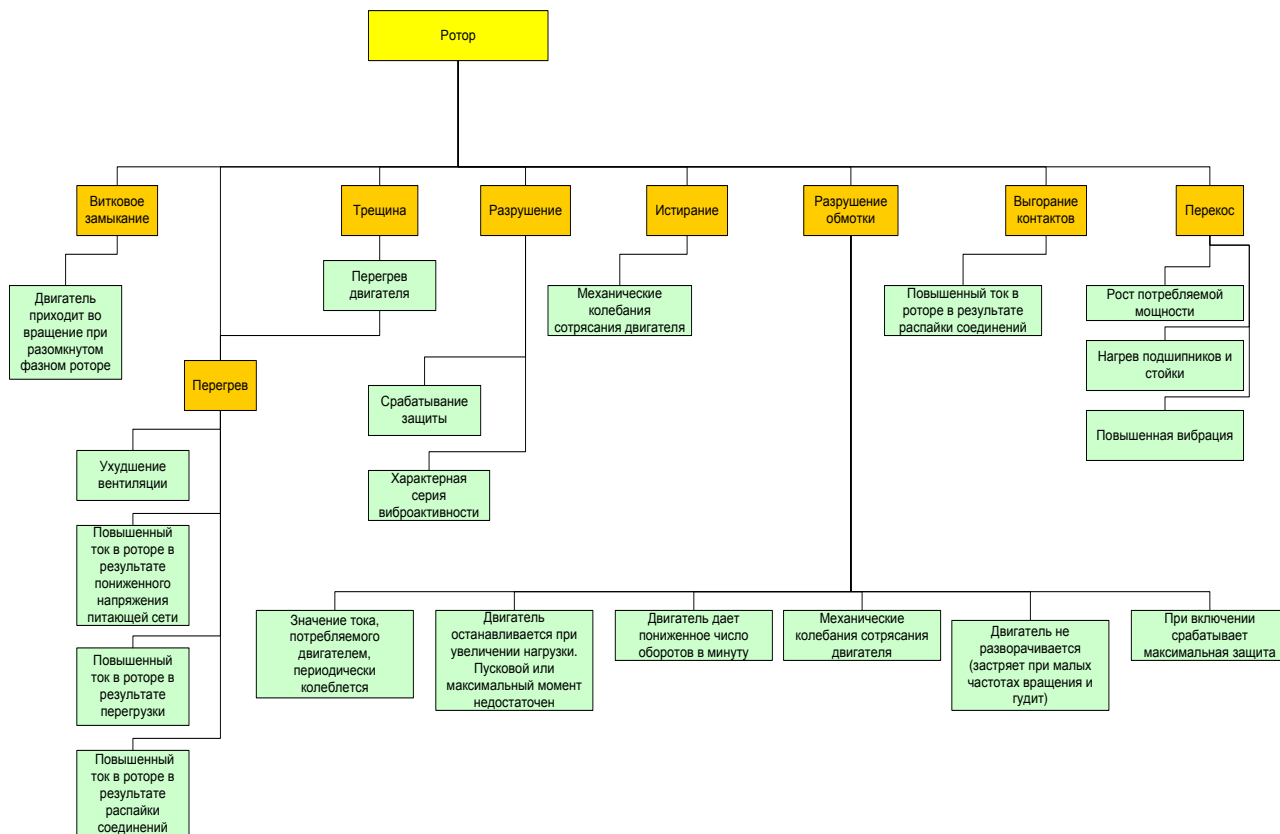 Ротор
Витковое
замыкание
Трещина
Разрушение
Истирание
Разрушение
обмотки
Выгорание
контактов
Перекос
Двигатель
приходит во
вращение при
разомкнутом
фазном роторе
Перегрев
двигателя
Механические
колебания
сотрясания двигателя
Повышенный ток в
роторе в результате
распайки соединений
Рост потребляемой
мощности
Нагрев подшипников и
стойки
Повышенная вибрация
Перегрев
Срабатывание
защиты
Характерная
серия
виброактивности
Ухудшение
вентиляции
Повышенный
ток в роторе в
результате
пониженного
напряжения
питающей сети
Повышенный
ток в роторе в
результате
перегрузки
Повышенный
ток в роторе в
результате
распайки
соединений
Значение тока,
потребляемого
двигателем,
периодически
колеблется
Двигатель
останавливается при
увеличении нагрузки.
Пусковой или
максимальный момент
недостаточен
Двигатель дает
пониженное число
оборотов в минуту
Механические
колебания сотрясания
двигателя
Двигатель не
разворачивается
(застряет при малых
частотах вращения и
гудит)
При включении
срабатывает
максимальная защита